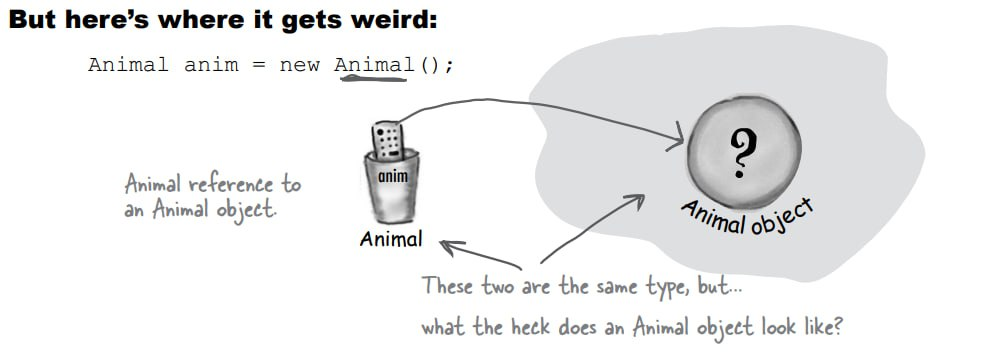 But here's where it gets weird:
Animal anim = new Animal();
?
anim
Animal reference to
an Animal object.
Animal
Animal object
These two are the same type, but...
what the heck does an Animal object look like?